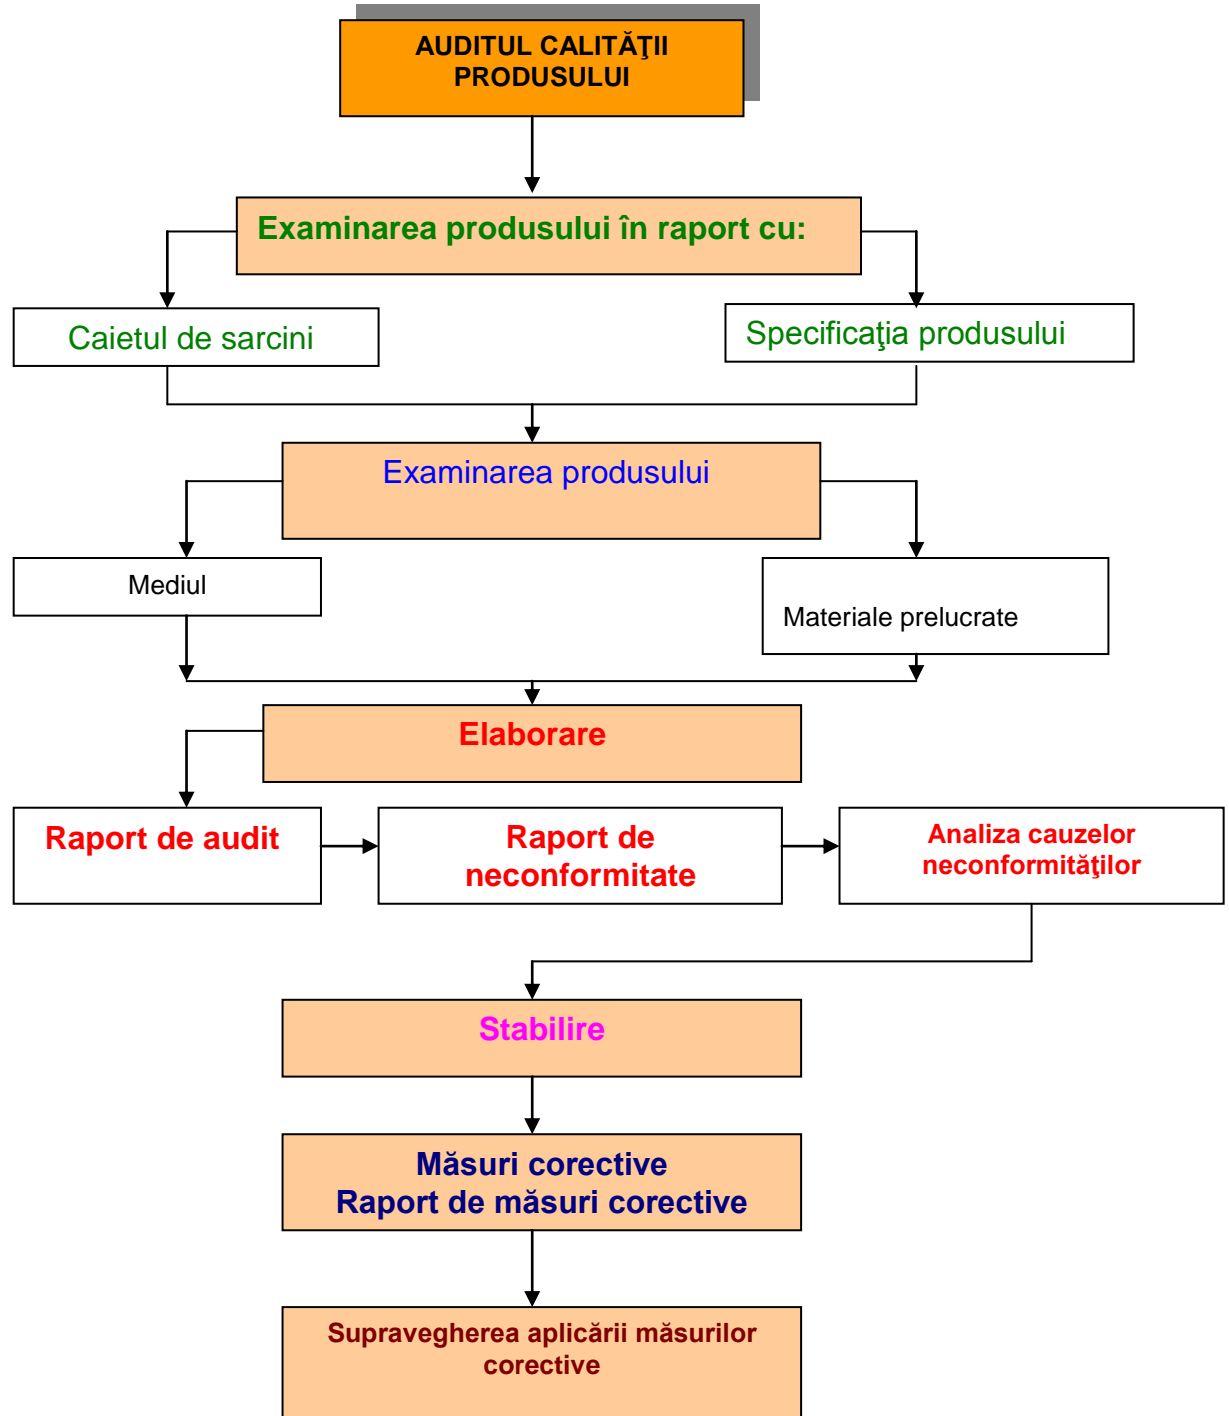 AUDITUL CALITĂŢII
PRODUSULUI
Examinarea produsului în raport cu:
Caietul de sarcini
Specificaţia produsului
Examinarea produsului
Mediul
Materiale prelucrate
Elaborare
Raport de audit
Raport de
neconformitate
Analiza cauzelor
neconformităţilor
Stabilire
Măsuri corective
Raport de măsuri corective
Supravegherea aplicării măsurilor
corective